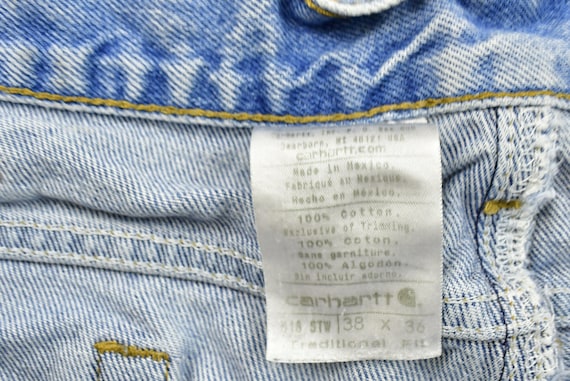 Dearborn, MI 48121 USA
carhartt.com
Made in Mexico.
Fabriqué au Mexique.
Hecho en México.
100% Cotton.
Exclusive of Trimming.
100% Coton.
Sans garniture.
100% Algodón.
Sin incluir adorno.
carhartt
STW 38 x 36
Traditional Fit